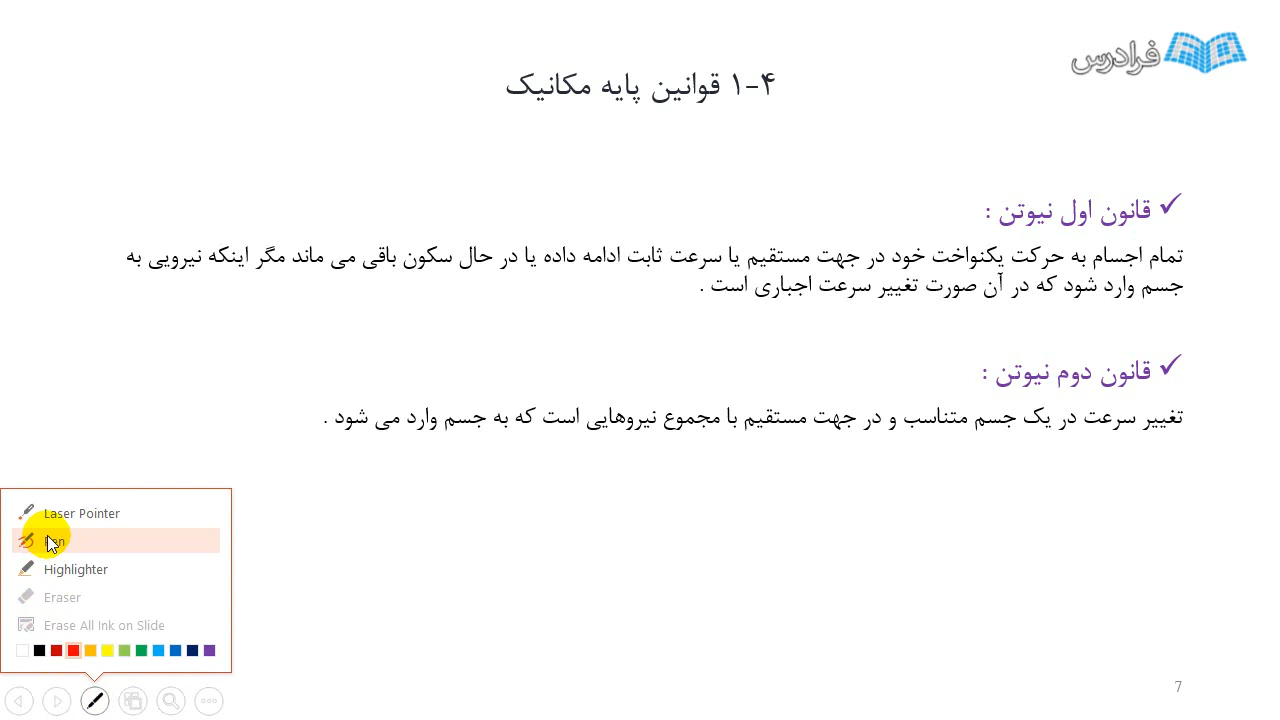 فرادرس
۱-۴ قوانین پایه مکانیک
✓ قانون اول نیوتن :
تمام اجسام به حرکت یکنواخت خود در جهت مستقیم یا سرعت ثابت ادامه داده یا در حال سکون باقی می ماند مگر اینکه نیرویی به
جسم وارد شود که در آن صورت تغییر سرعت اجباری است .
✓ قانون دوم نیوتن :
تغییر سرعت در یک جسم متناسب و در جهت مستقیم با مجموع نیروهایی است که به جسم وارد می شود .
Laser Pointer
Pen
Highlighter
Eraser
Erase All Ink on Slide
7